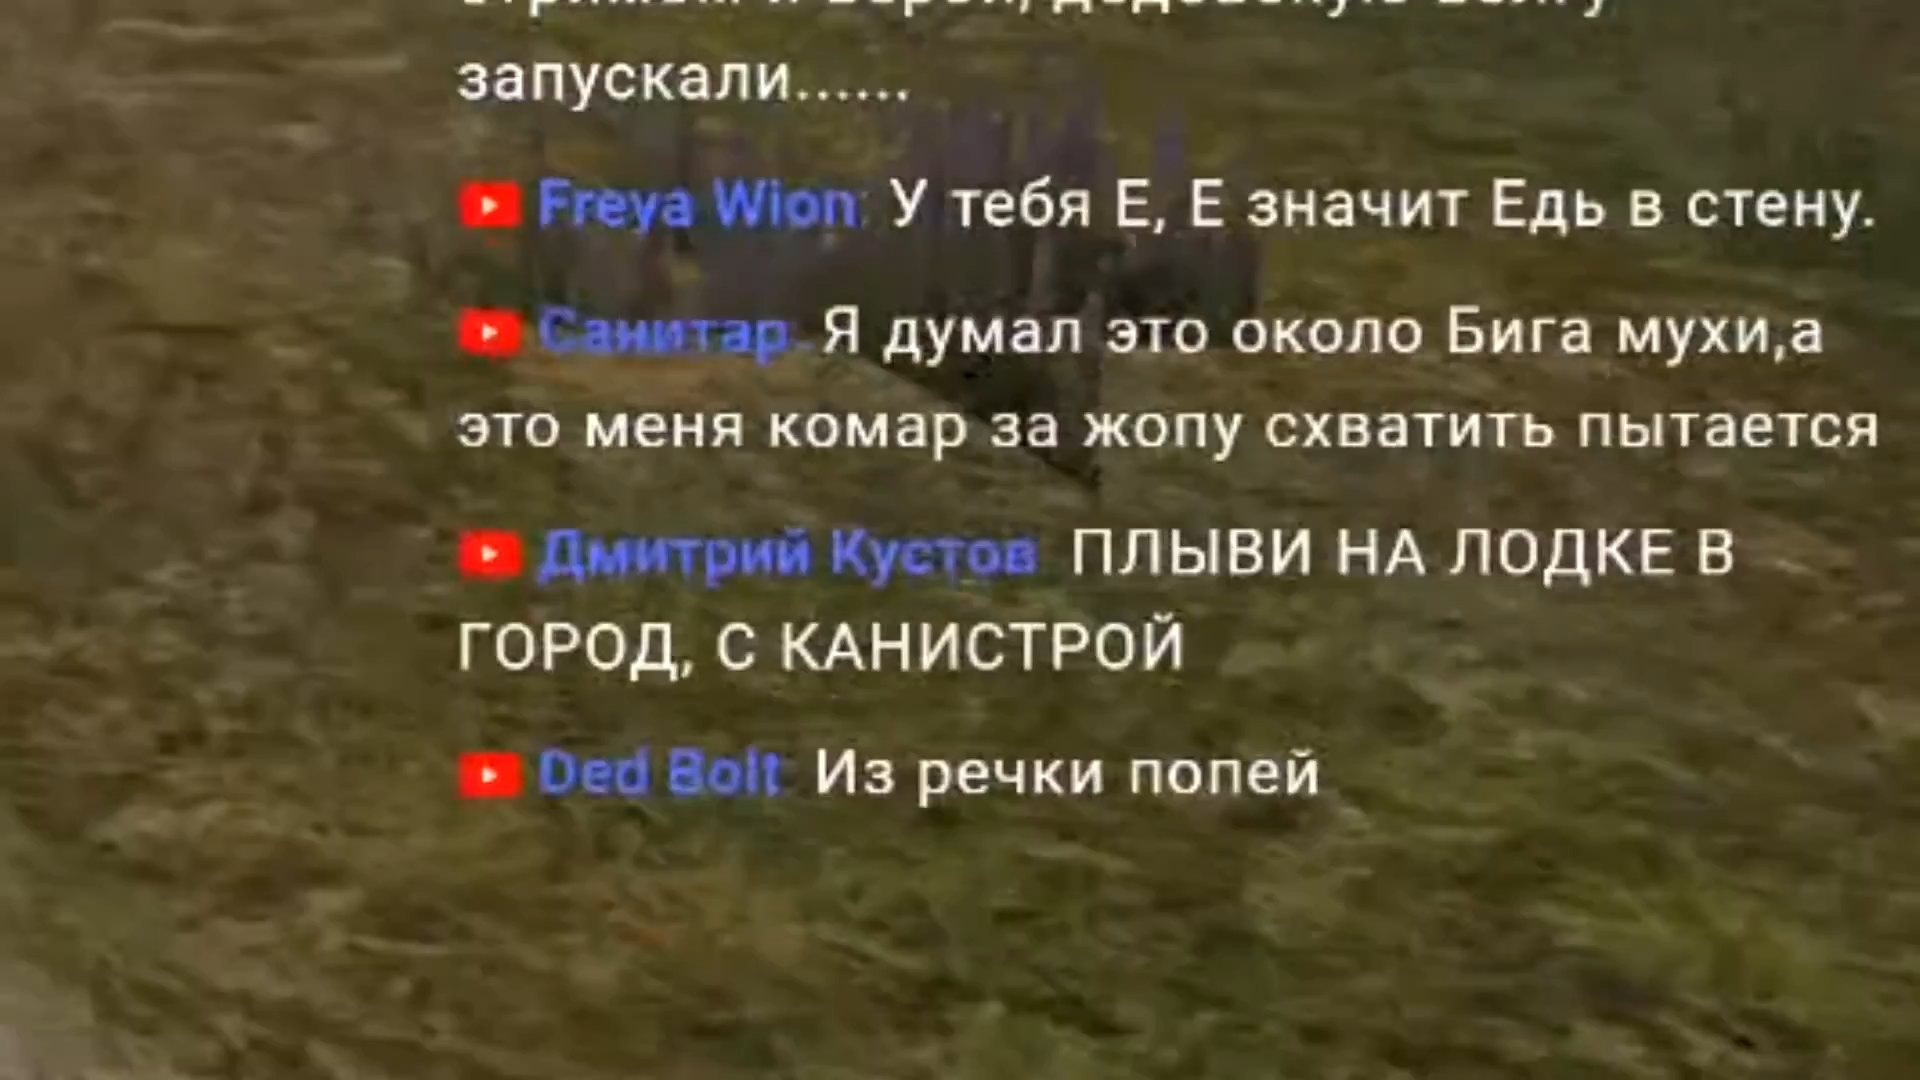 запускали......
Freya Wion: У тебя Е, Е значит Едь в стену.
Санитар: Я думал это около Бига мухи,а
это меня комар за жопу схватить пытается
Дмитрий Кустов: ПЛЫВИ НА ЛОДКЕ В
ГОРОД, С КАНИСТРОЙ
Ded Bolt: Из речки попей